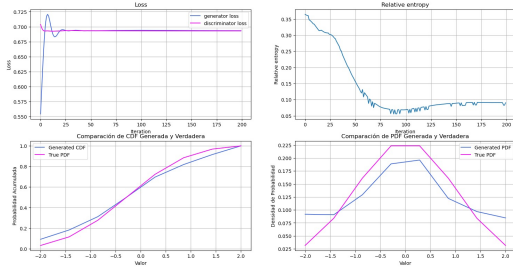 Loss
generator loss
discriminator loss
Loss
0.725
0.700
0.675
0.650
0.625
0.600
0.575
0.550
0 25 50 75 100 125 150 175 200
Iteration
Relative entropy
Relative entropy
0.35
0.30
0.25
0.20
0.15
0.10
0.05
0 25 50 75 100 125 150 175 200
Iteration
Comparación de CDF Generada y Verdadera
Generated CDF
True PDF
Probabilidad Acumulada
1.0
0.8
0.6
0.4
0.2
0.0
-2.0 -1.5 -1.0 -0.5 0.0 0.5 1.0 1.5 2.0
Valor
Comparación de PDF Generada y Verdadera
Generated PDF
True PDF
Densidad de Probabilidad
0.225
0.200
0.175
0.150
0.125
0.100
0.075
0.050
0.025
-2.0 -1.5 -1.0 -0.5 0.0 0.5 1.0 1.5 2.0
Valor